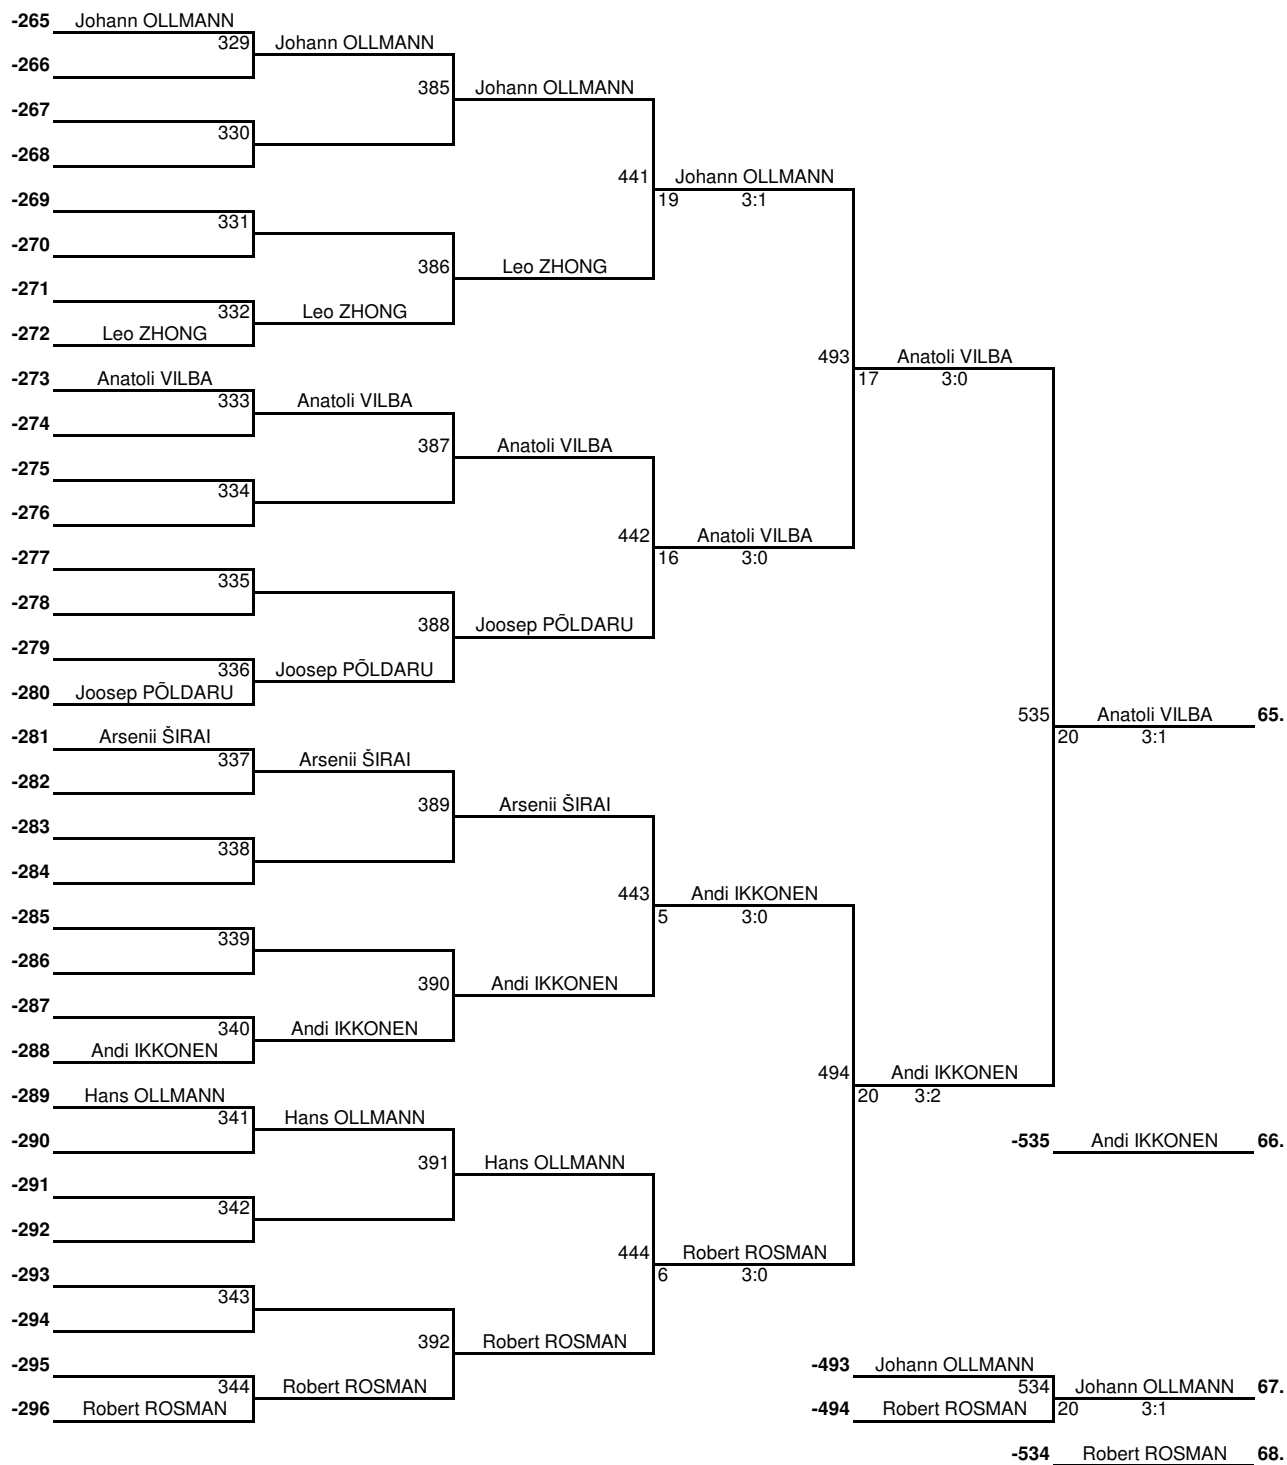 -265 Johann OLLMANN
329 Johann OLLMANN
-266
385 Johann OLLMANN
-267
330
-268
441 Johann OLLMANN
19 3:1
-269
331
-270
386 Leo ZHONG
-271
332 Leo ZHONG
-272 Leo ZHONG
493 Anatoli VILBA
17 3:0
-273 Anatoli VILBA
333 Anatoli VILBA
-274
387 Anatoli VILBA
-275
334
-276
442 Anatoli VILBA
16 3:0
-277
335
-278
388 Joosep PÕLDARU
-279
336 Joosep PÕLDARU
-280 Joosep PÕLDARU
535 Anatoli VILBA 65.
20 3:1
-281 Arsenii ŠIRAI
337 Arsenii ŠIRAI
-282
389 Arsenii ŠIRAI
-283
338
-284
443 Andi IKKONEN
5 3:0
-285
339
-286
390 Andi IKKONEN
-287
340 Andi IKKONEN
-288 Andi IKKONEN
494 Andi IKKONEN
20 3:2
-289 Hans OLLMANN
341 Hans OLLMANN
-290
-535 Andi IKKONEN 66.
391 Hans OLLMANN
-291
342
-292
444 Robert ROSMAN
6 3:0
-293
343
-294
392 Robert ROSMAN
-295
344 Robert ROSMAN
-296 Robert ROSMAN
-493 Johann OLLMANN
534 Johann OLLMANN 67.
-494 Robert ROSMAN
20 3:1
-534 Robert ROSMAN 68.